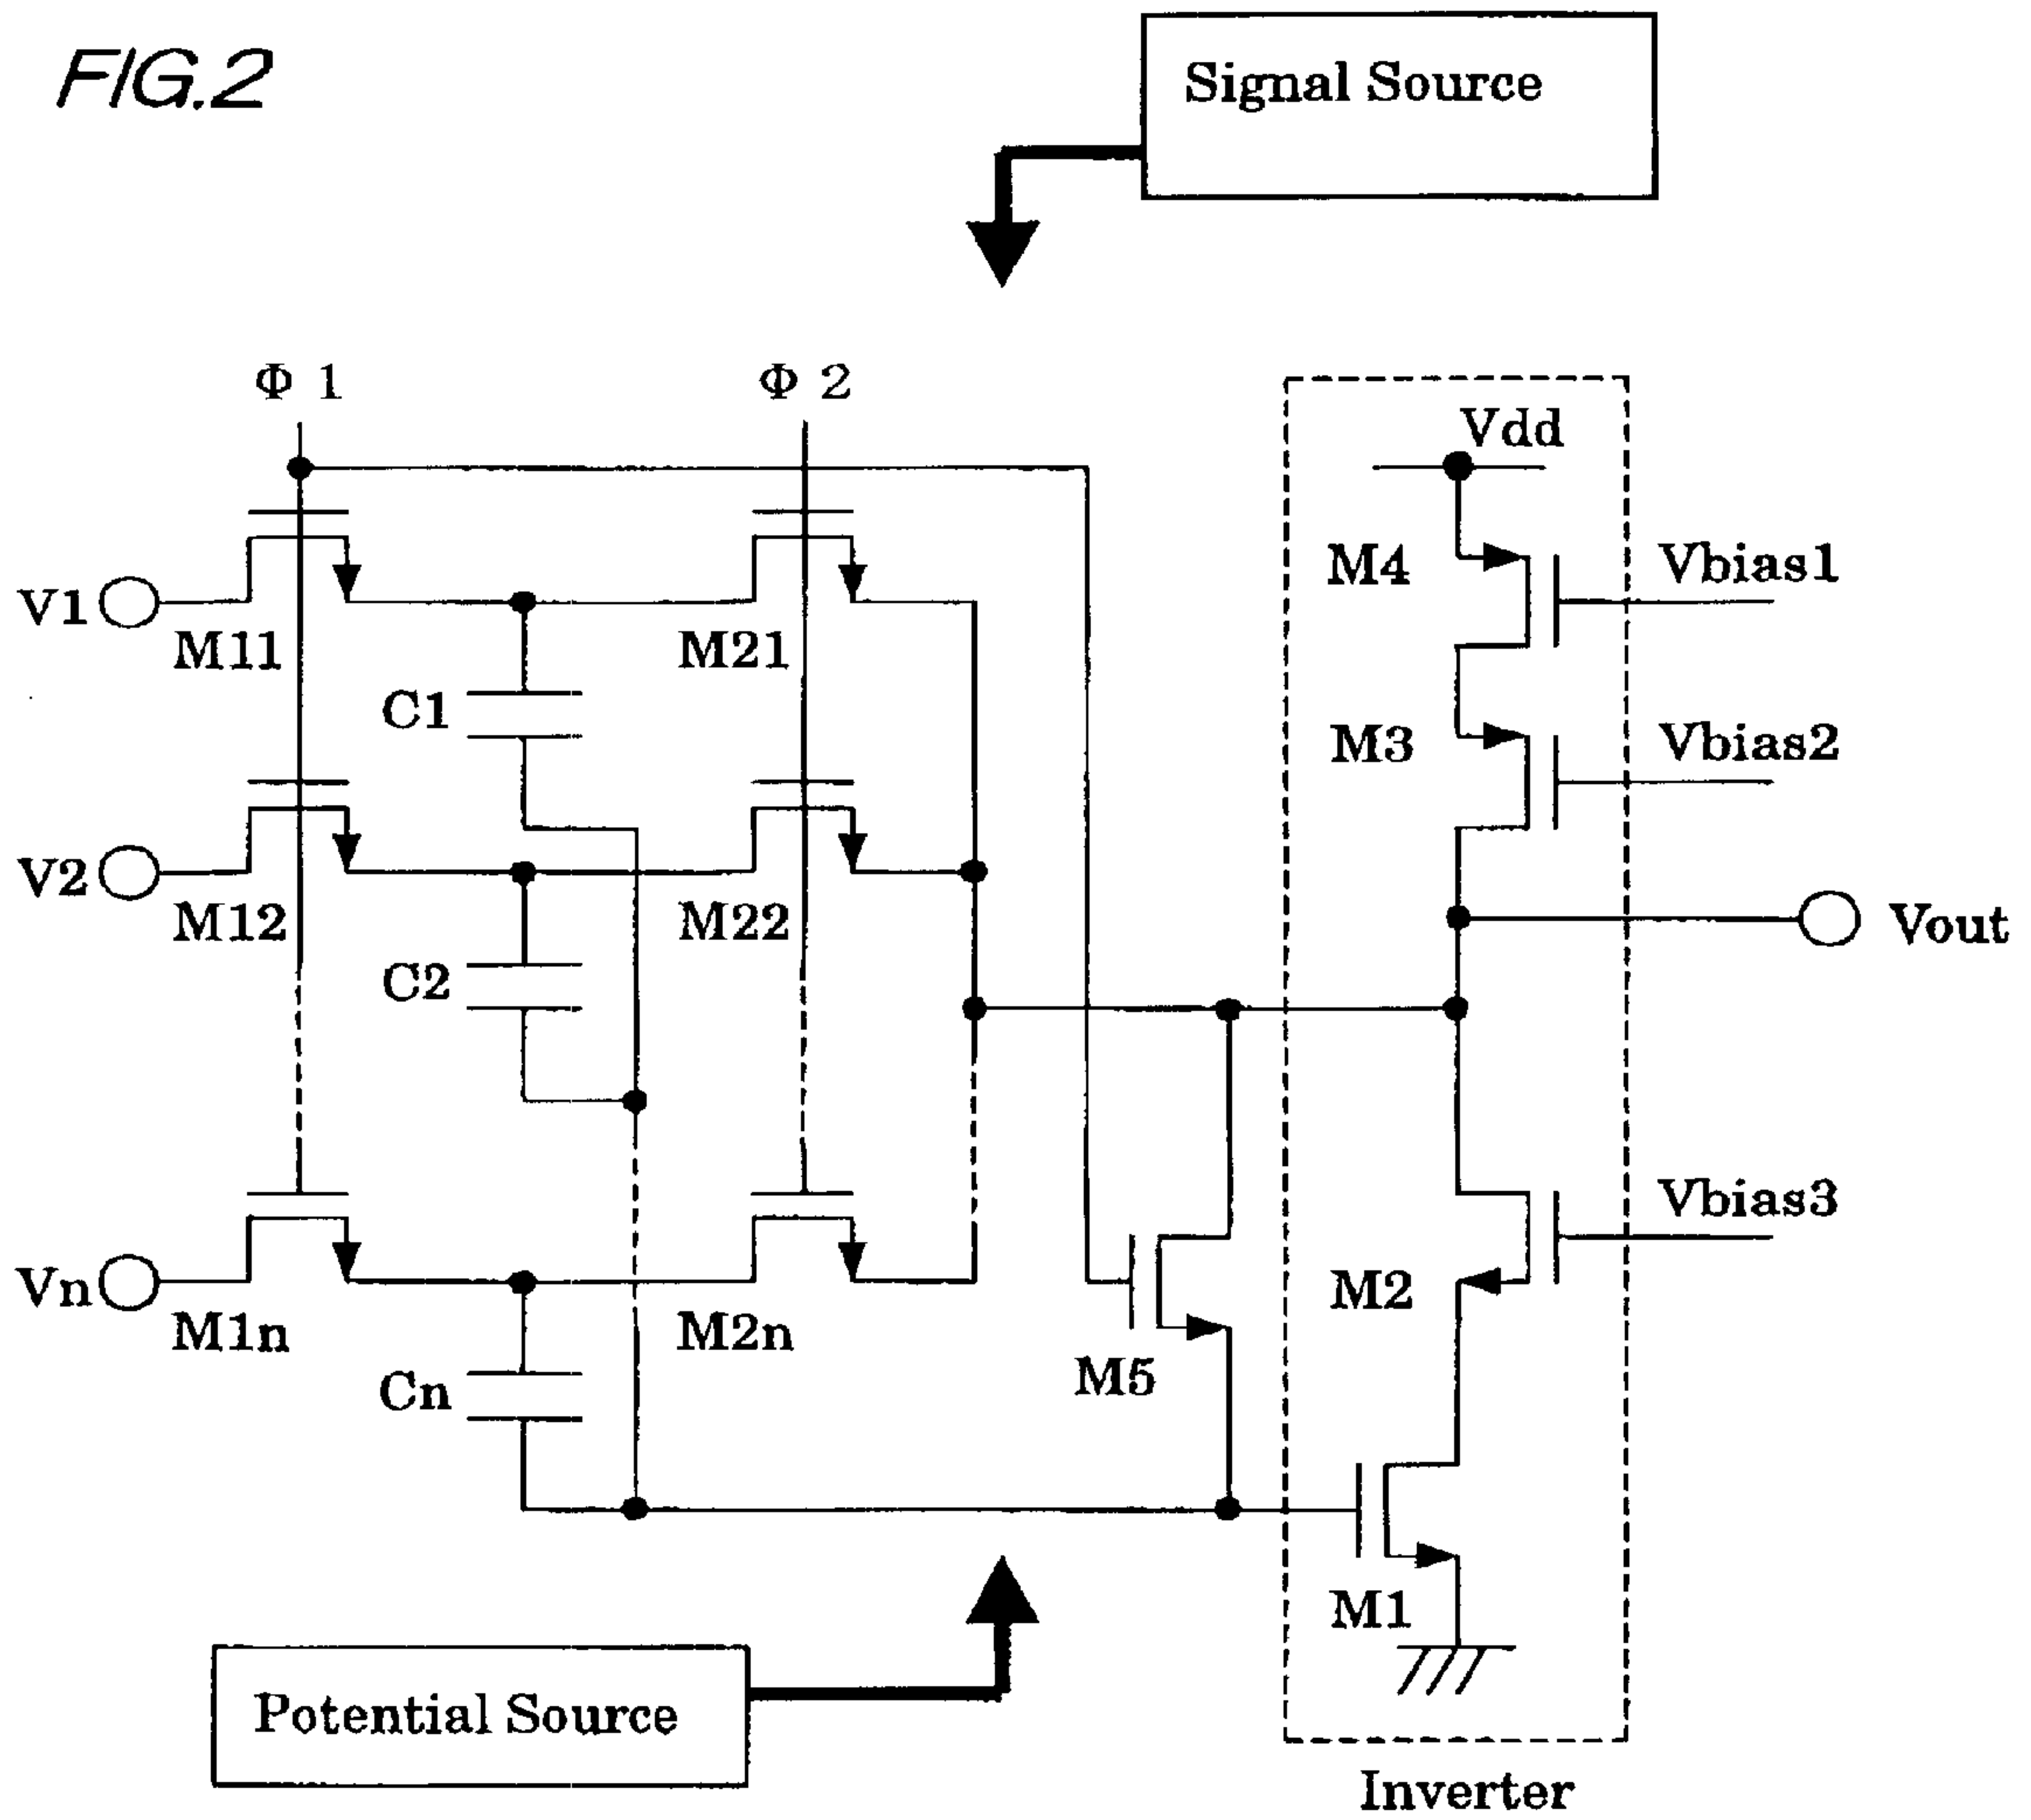 FIG.2
Signal Source
Φ 1
Φ 2
Vdd
M4
Vbias1
V1
M11
M21
C1
M3
Vbias2
V2
M12
M22
Vout
C2
Vbias3
Vn
M2
M1n
M2n
M5
Cn
M1
Potential Source
Inverter